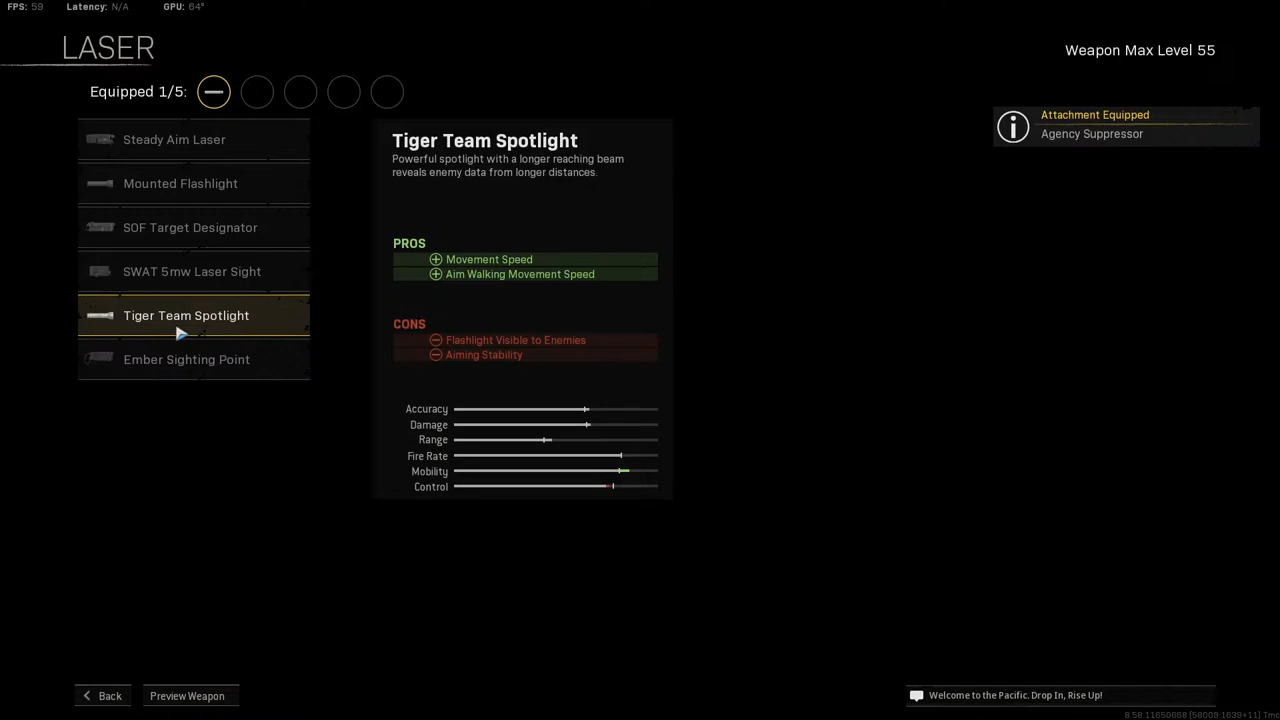 FPS: 59 Latency: N/A GPU: 64°
LASER
Weapon Max Level 55
Equipped 1/5:
Attachment Equipped
Agency Suppressor
Steady Aim Laser
Mounted Flashlight
SOF Target Designator
SWAT 5mw Laser Sight
Tiger Team Spotlight
Ember Sighting Point
Tiger Team Spotlight
Powerful spotlight with a longer reaching beam
reveals enemy data from longer distances.
PROS
Movement Speed
Aim Walking Movement Speed
CONS
Flashlight Visible to Enemies
Aiming Stability
Accuracy
Damage
Range
Fire Rate
Mobility
Control
Back
Preview Weapon
Welcome to the Pacific. Drop In, Rise Up!